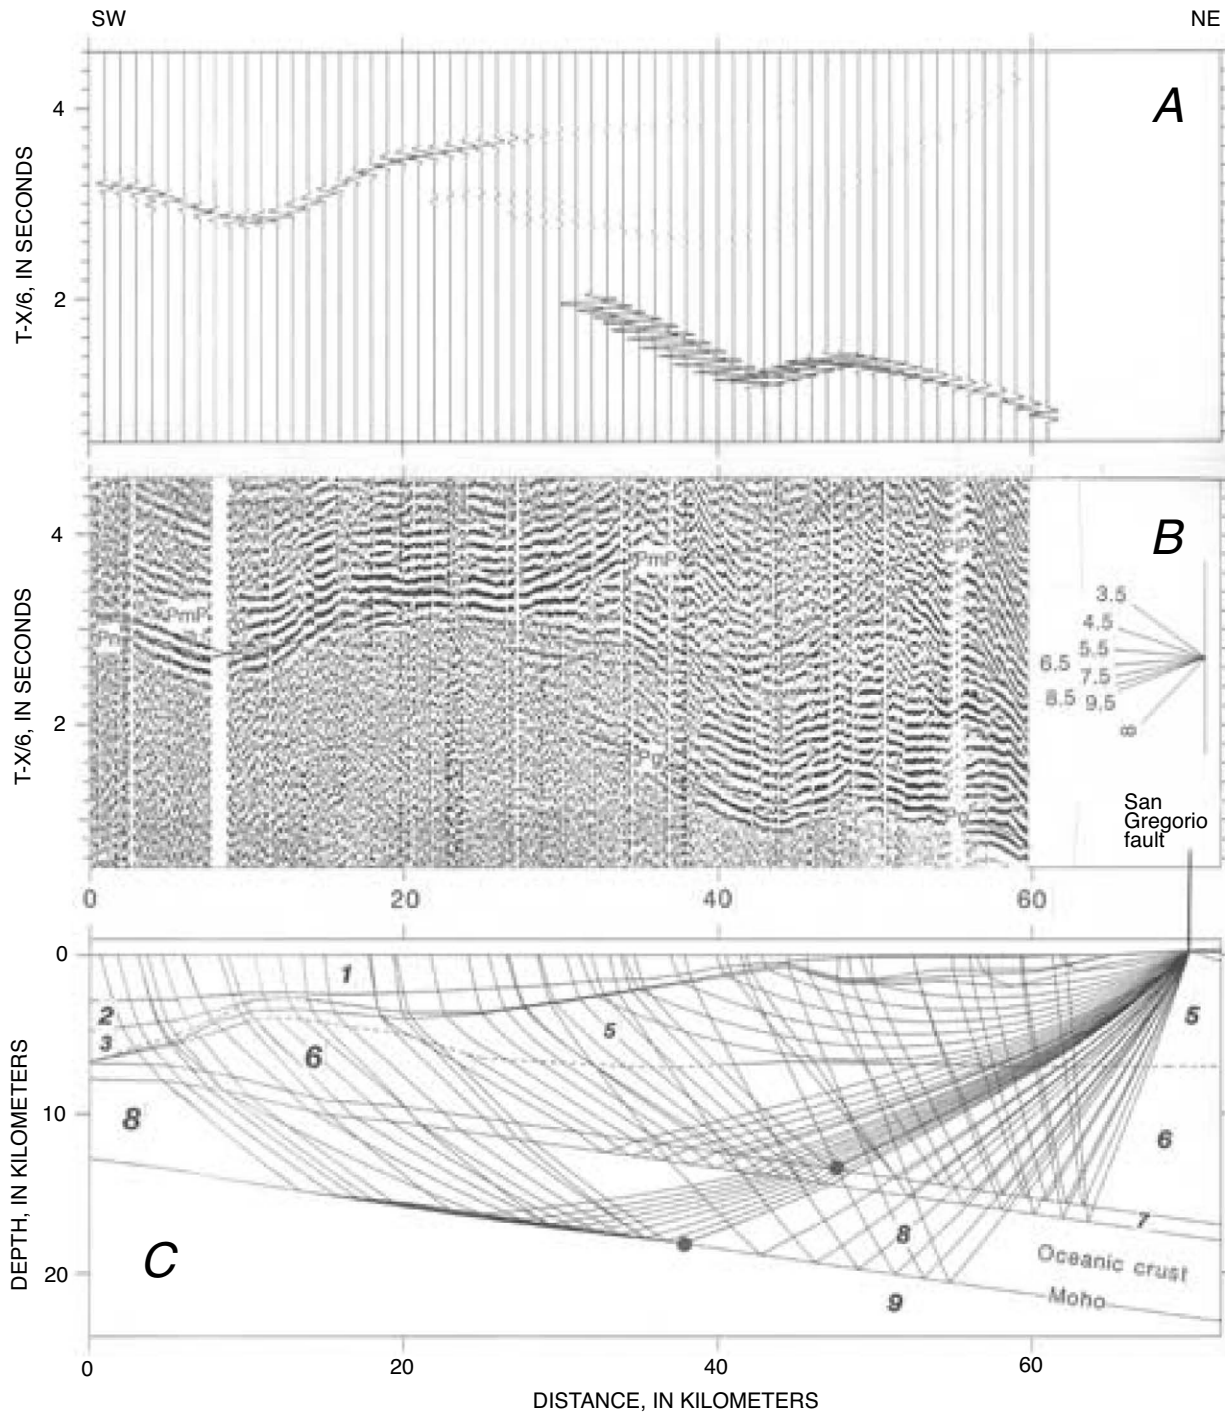 SW NE
A
4
2
T-X/6, IN SECONDS
B
4
2
T-X/6, IN SECONDS
PmP
PmP
Pg
3.5
4.5
5.5
6.5
7.5
8.5 9.5
∞
San
Gregorio
fault
0 20 40 60
0
10
20
DEPTH, IN KILOMETERS
1
2
3
5
5
6
6
8
7
8
9
C
Oceanic crust
Moho
0 20 40 60
DISTANCE, IN KILOMETERS